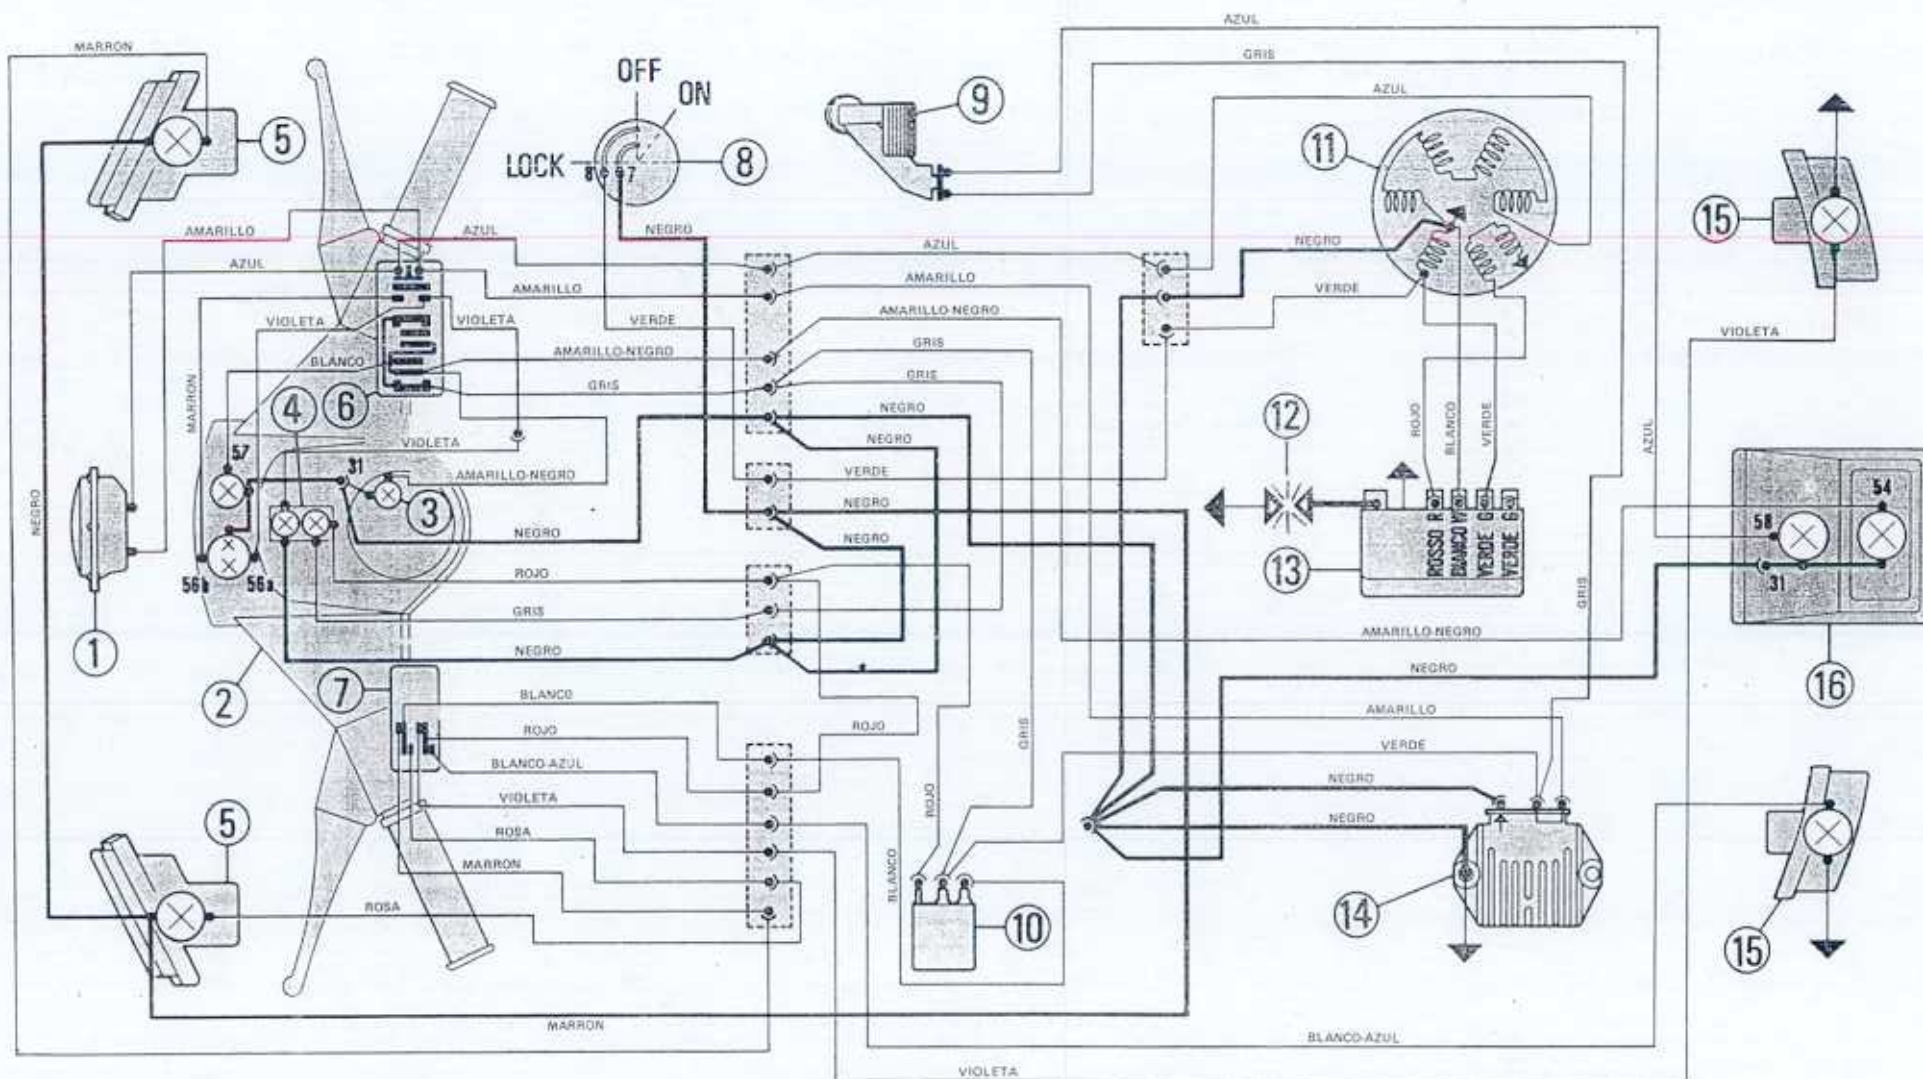 AZUL
MARRON
GRIS
OFF
ON
AZUL
9
5
LOCK
8
7
8
11
15
AMARILLO
AZUL
NEGRO
NEGRO
AZUL
AZUL
AMARILLO
AMARILLO
VERDE
VIOLETA
VIOLETA
VERDE
AMARILLO-NEGRO
VIOLETA
BLANCO
AMARILLO-NEGRO
GRIS
GRIS
GRIS
MARRON
4
6
NEGRO
12
ROJO
BLANCO
VERDE
AZUL
VIOLETA
NEGRO
57
31
AMARILLO-NEGRO
VERDE
3
NEGRO
54
58
NEGRO
NEGRO
NEGRO
13
ROSSO R
BIANCO W
VERDE G
VERDE G
56b
56a
ROJO
31
GRIS
GRIS
1
NEGRO
AMARILLO-NEGRO
NEGRO
2
7
BLANCO
16
AMARILLO
ROJO
ROJO
GRIS
VERDE
BLANCO-AZUL
NEGRO
VIOLETA
ROJO
NEGRO
5
ROSA
MARRON
BLANCO
ROSA
10
14
15
MARRON
BLANCO-AZUL
VIOLETA